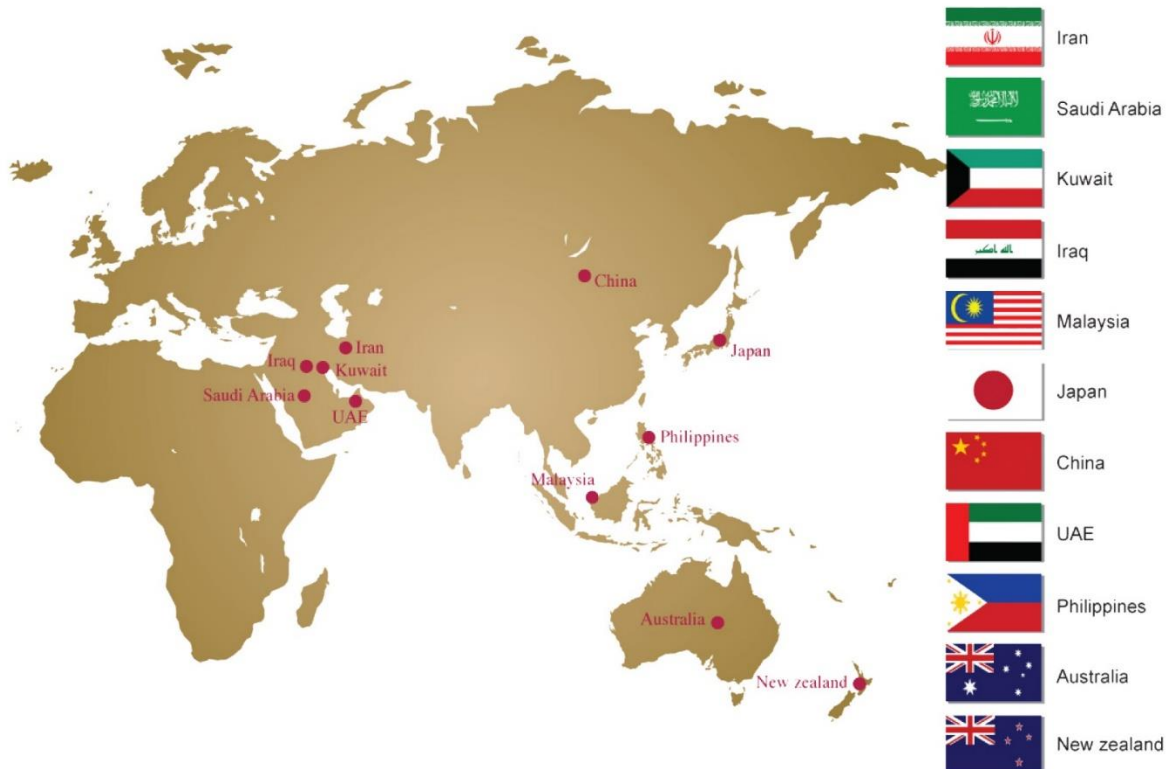 Iran
Saudi Arabia
Kuwait
Iraq
Malaysia
Japan
China
UAE
Philippines
Australia
New zealand
China
Japan
Iran
Iraq
Kuwait
Saudi Arabia
UAE
Philippines
Malaysia
Australia
New zealand